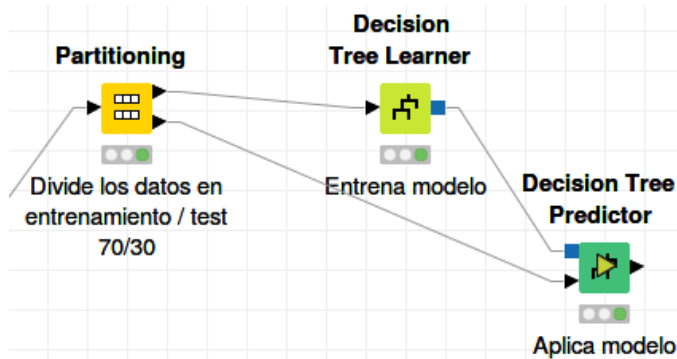 Partitioning
Divide los datos en
entrenamiento / test
70/30
Decision
Tree Learner
Entrena modelo
Decision Tree
Predictor
Aplica modelo